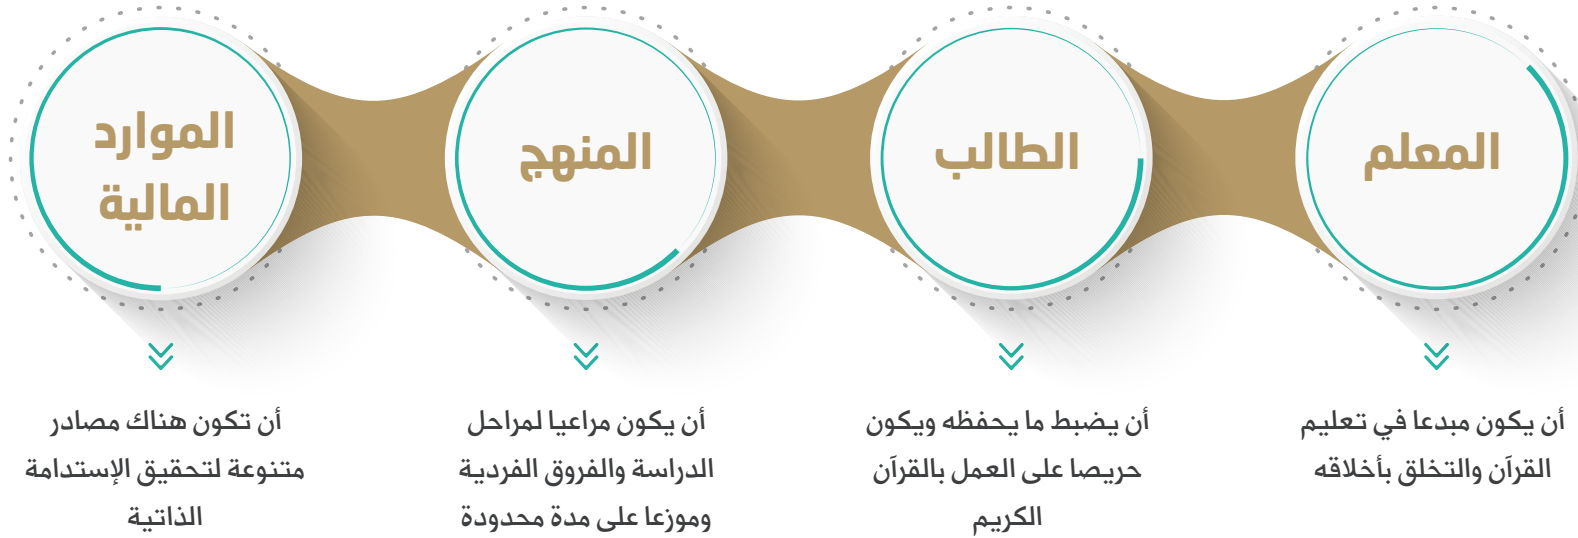 المعلم
أن يكون مبدعا في تعليم
القرآن والتخلق بأخلاقه
الطالب
أن يضبط ما يحفظه ويكون
حريصا على العمل بالقرآن
الكريم
المنهج
أن يكون مراعيا لمراحل
الدراسة والفروق الفردية
وموزعا على مدة محدودة
الموارد
المالية
أن تكون هناك مصادر
متنوعة لتحقيق الإستدامة
الذاتية